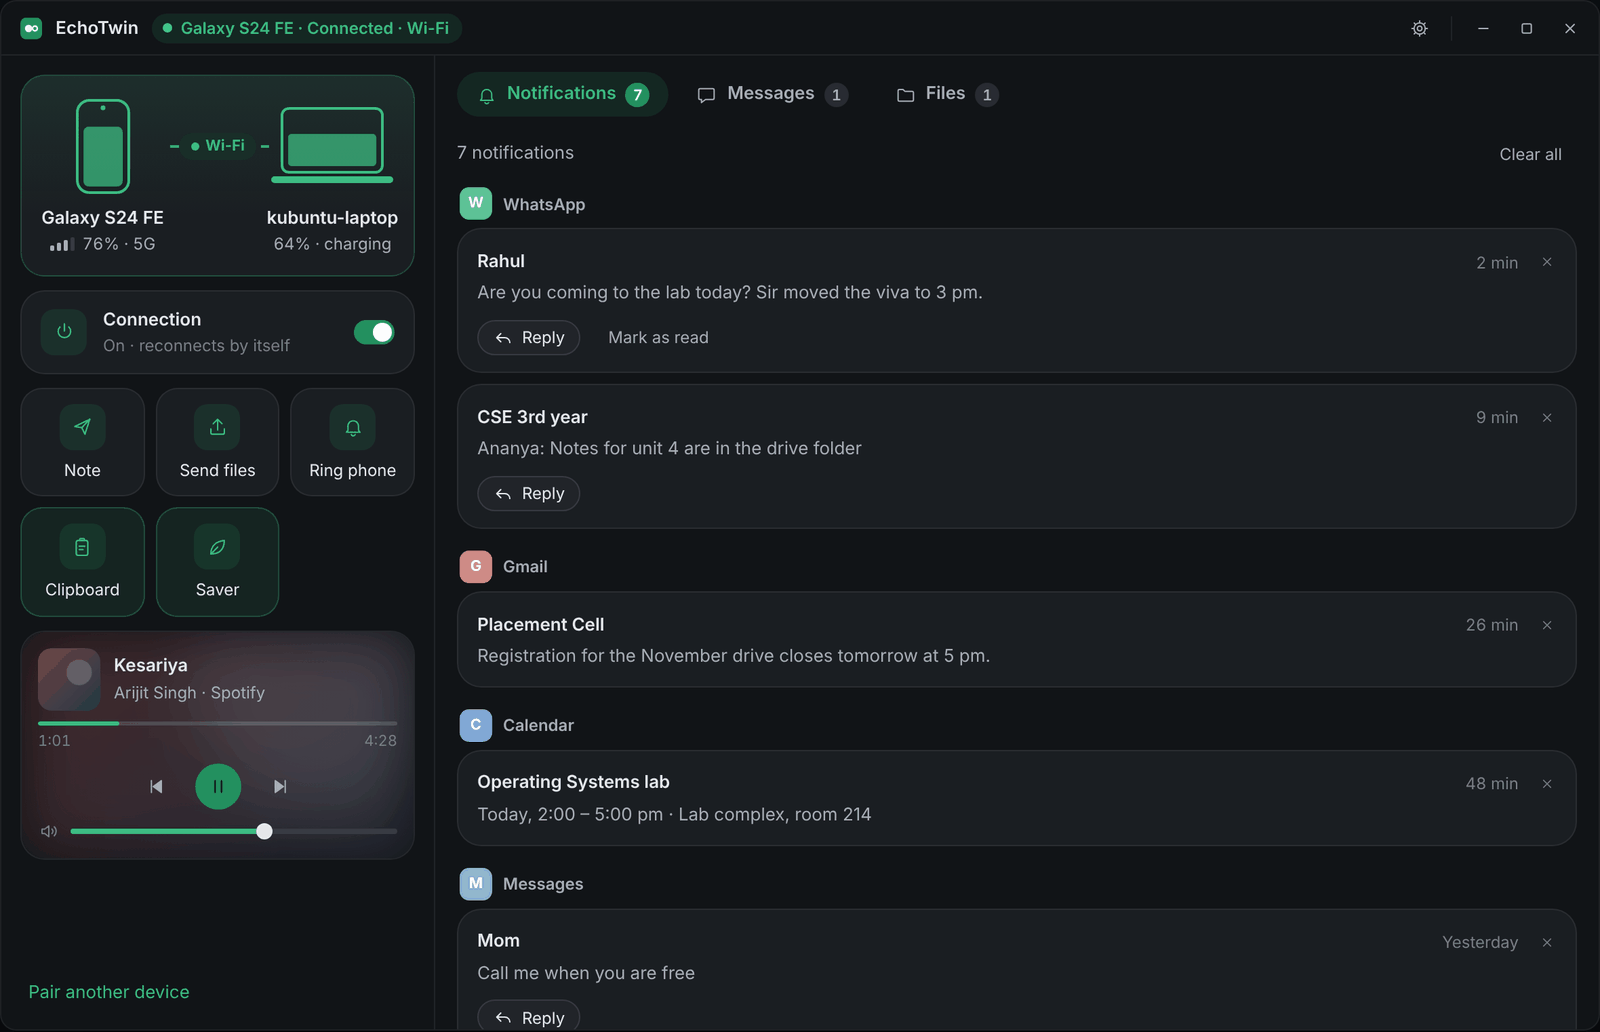 EchoTwin
Galaxy S24 FE · Connected · Wi-Fi
Wi-Fi
Galaxy S24 FE
76% · 5G
kubuntu-laptop
64% · charging
Connection
On · reconnects by itself
Note
Send files
Ring phone
Clipboard
Saver
Kesariya
Arijit Singh · Spotify
1:01
4:28
Pair another device
Notifications 7
Messages 1
Files 1
7 notifications
Clear all
W WhatsApp
Rahul
2 min
Are you coming to the lab today? Sir moved the viva to 3 pm.
Reply
Mark as read
CSE 3rd year
9 min
Ananya: Notes for unit 4 are in the drive folder
Reply
G Gmail
Placement Cell
26 min
Registration for the November drive closes tomorrow at 5 pm.
C Calendar
Operating Systems lab
48 min
Today, 2:00 – 5:00 pm · Lab complex, room 214
M Messages
Mom
Yesterday
Call me when you are free
Reply